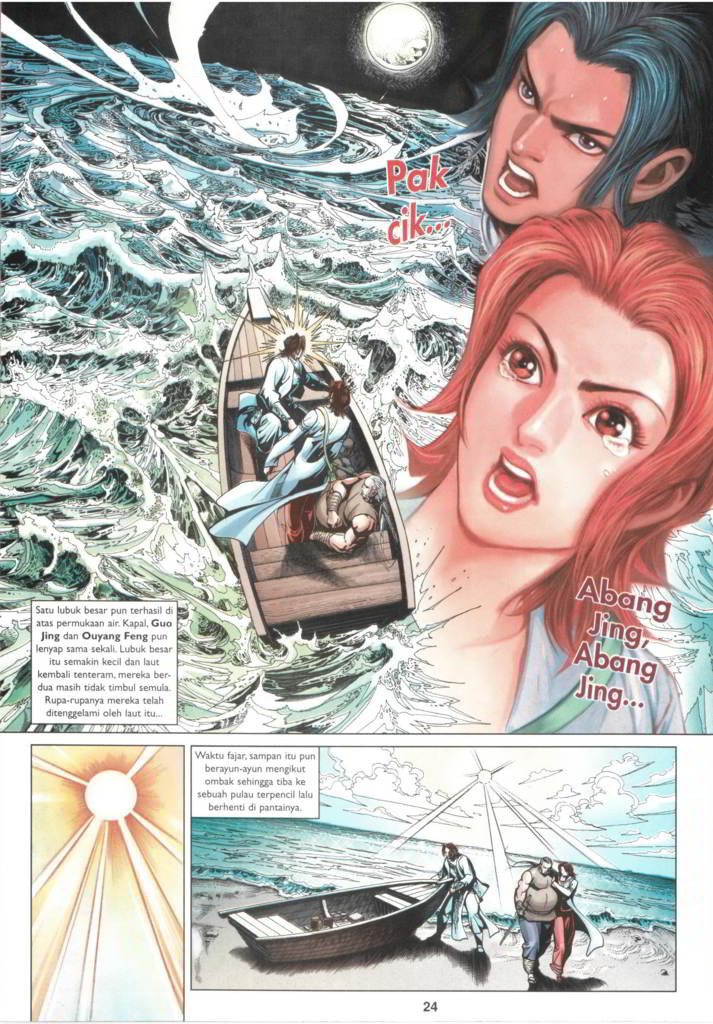 Pak
cik...
Satu lubuk besar pun terhasil di
atas permukaan air. Kapal, Guo
Jing dan Ouyang Feng pun
lenyap sama sekali. Lubuk besar
itu semakin kecil dan laut
kembali tenteram, mereka ber-
dua masih tidak timbul semula.
Rupa-rupanya mereka telah
ditenggelami oleh laut itu...
Abang
Jing,
Abang
Jing...
Waktu fajar, sampan itu pun
berayun-ayun mengikut
ombak sehingga tiba ke
sebuah pulau terpencil lalu
berhenti di pantainya.
24